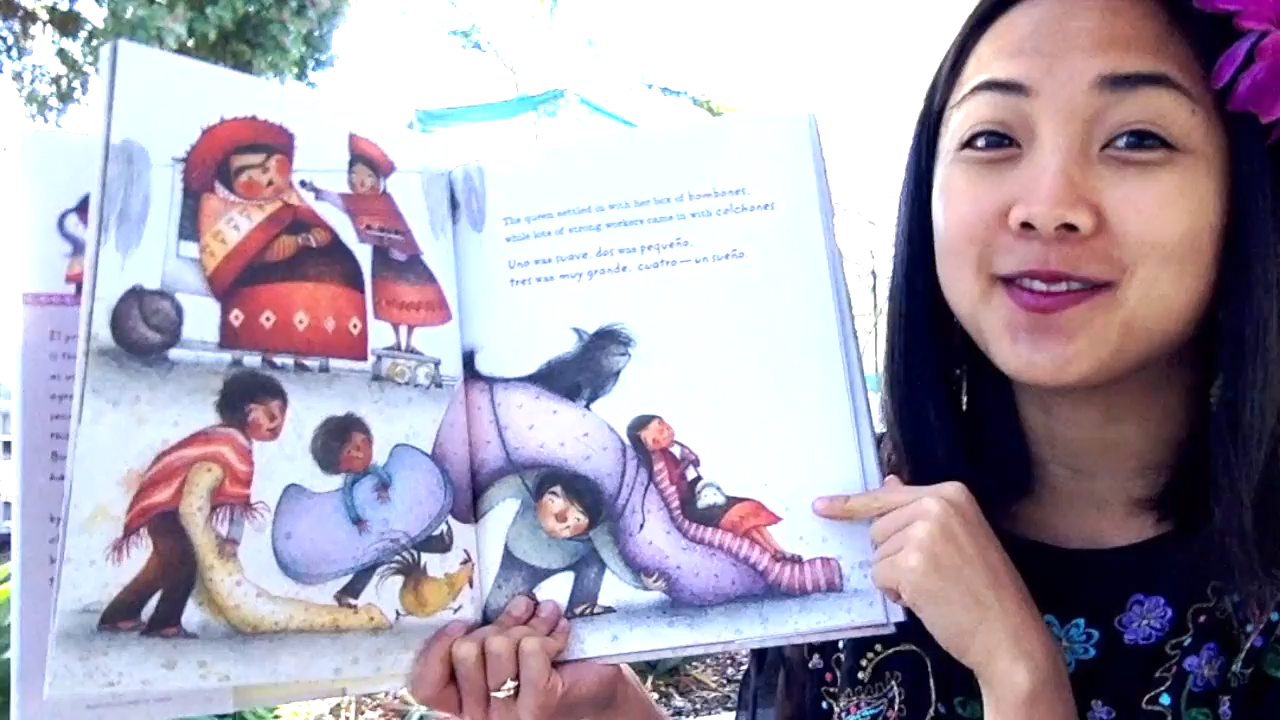 The queen settled in with her box of bombones,
while lots of strong workers came in with colchones.
Uno was suave, dos was pequeño,
tres was muy grande, cuatro — un sueño.